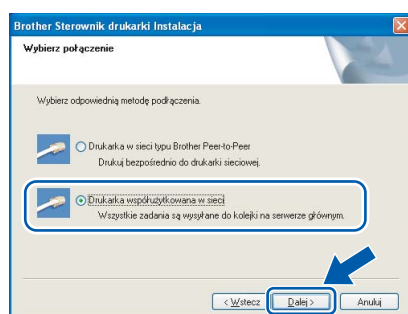 Brother Sterownik drukarki Instalacja
Wybierz połączenie
Wybierz odpowiednią metodę podłączenia.
Drukarka w sieci typu Brother Peer-to-Peer
Drukuj bezpośrednio do drukarki sieciowej.
Drukarka współużytkowana w sieci
Wszystkie zadania są wysyłane do kolejki na serwerze głównym.
< Wstecz Dalej > Anuluj